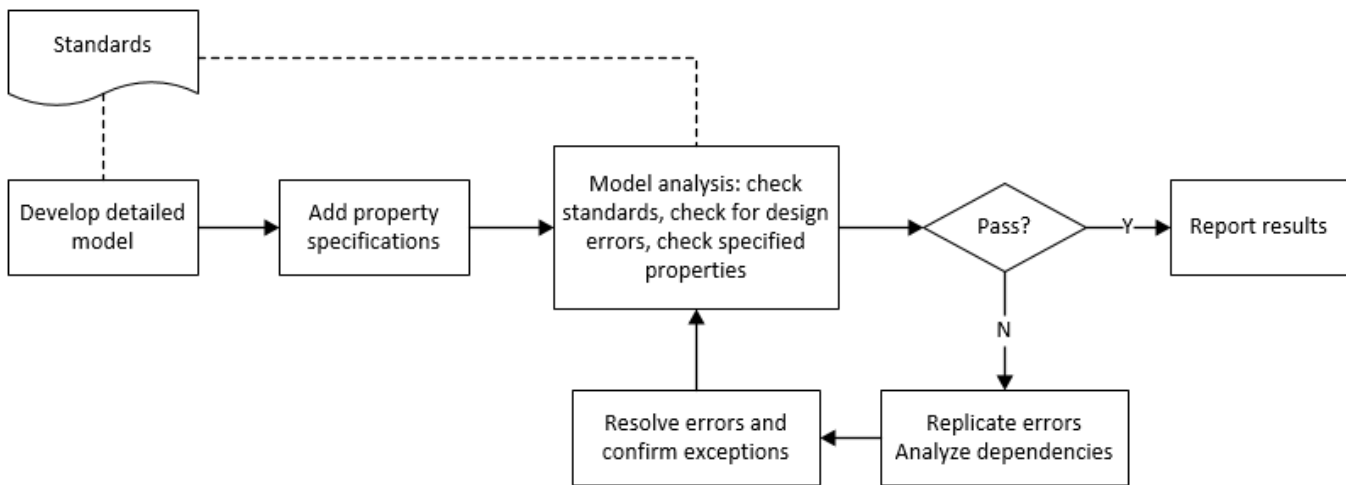 Standards
Develop detailed
model
Add property
specifications
Model analysis: check
standards, check for design
errors, check specified
properties
Pass?
Y
Report results
N
Replicate errors
Analyze dependencies
Resolve errors and
confirm exceptions